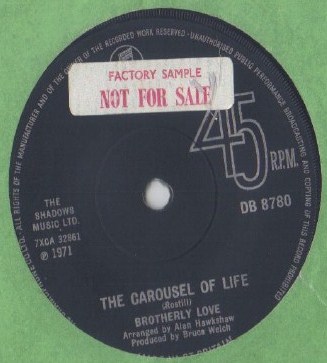 ALL RIGHTS OF THE MANUFACTURER AND OF THE OWNER OF THE RECORDED WORK RESERVED · UNAUTHORISED PUBLIC PERFORMANCE BROADCASTING AND COPYING OF THIS RECORD PROHIBITED
FACTORY SAMPLE
NOT FOR SALE
45
R.P.M.
DB 8780
THE
SHADOWS
MUSIC LTD.
7XCA 32861
℗ 1971
THE CAROUSEL OF LIFE
(Rostill)
BROTHERLY LOVE
Arranged by Alan Hawkshaw
Produced by Bruce Welch